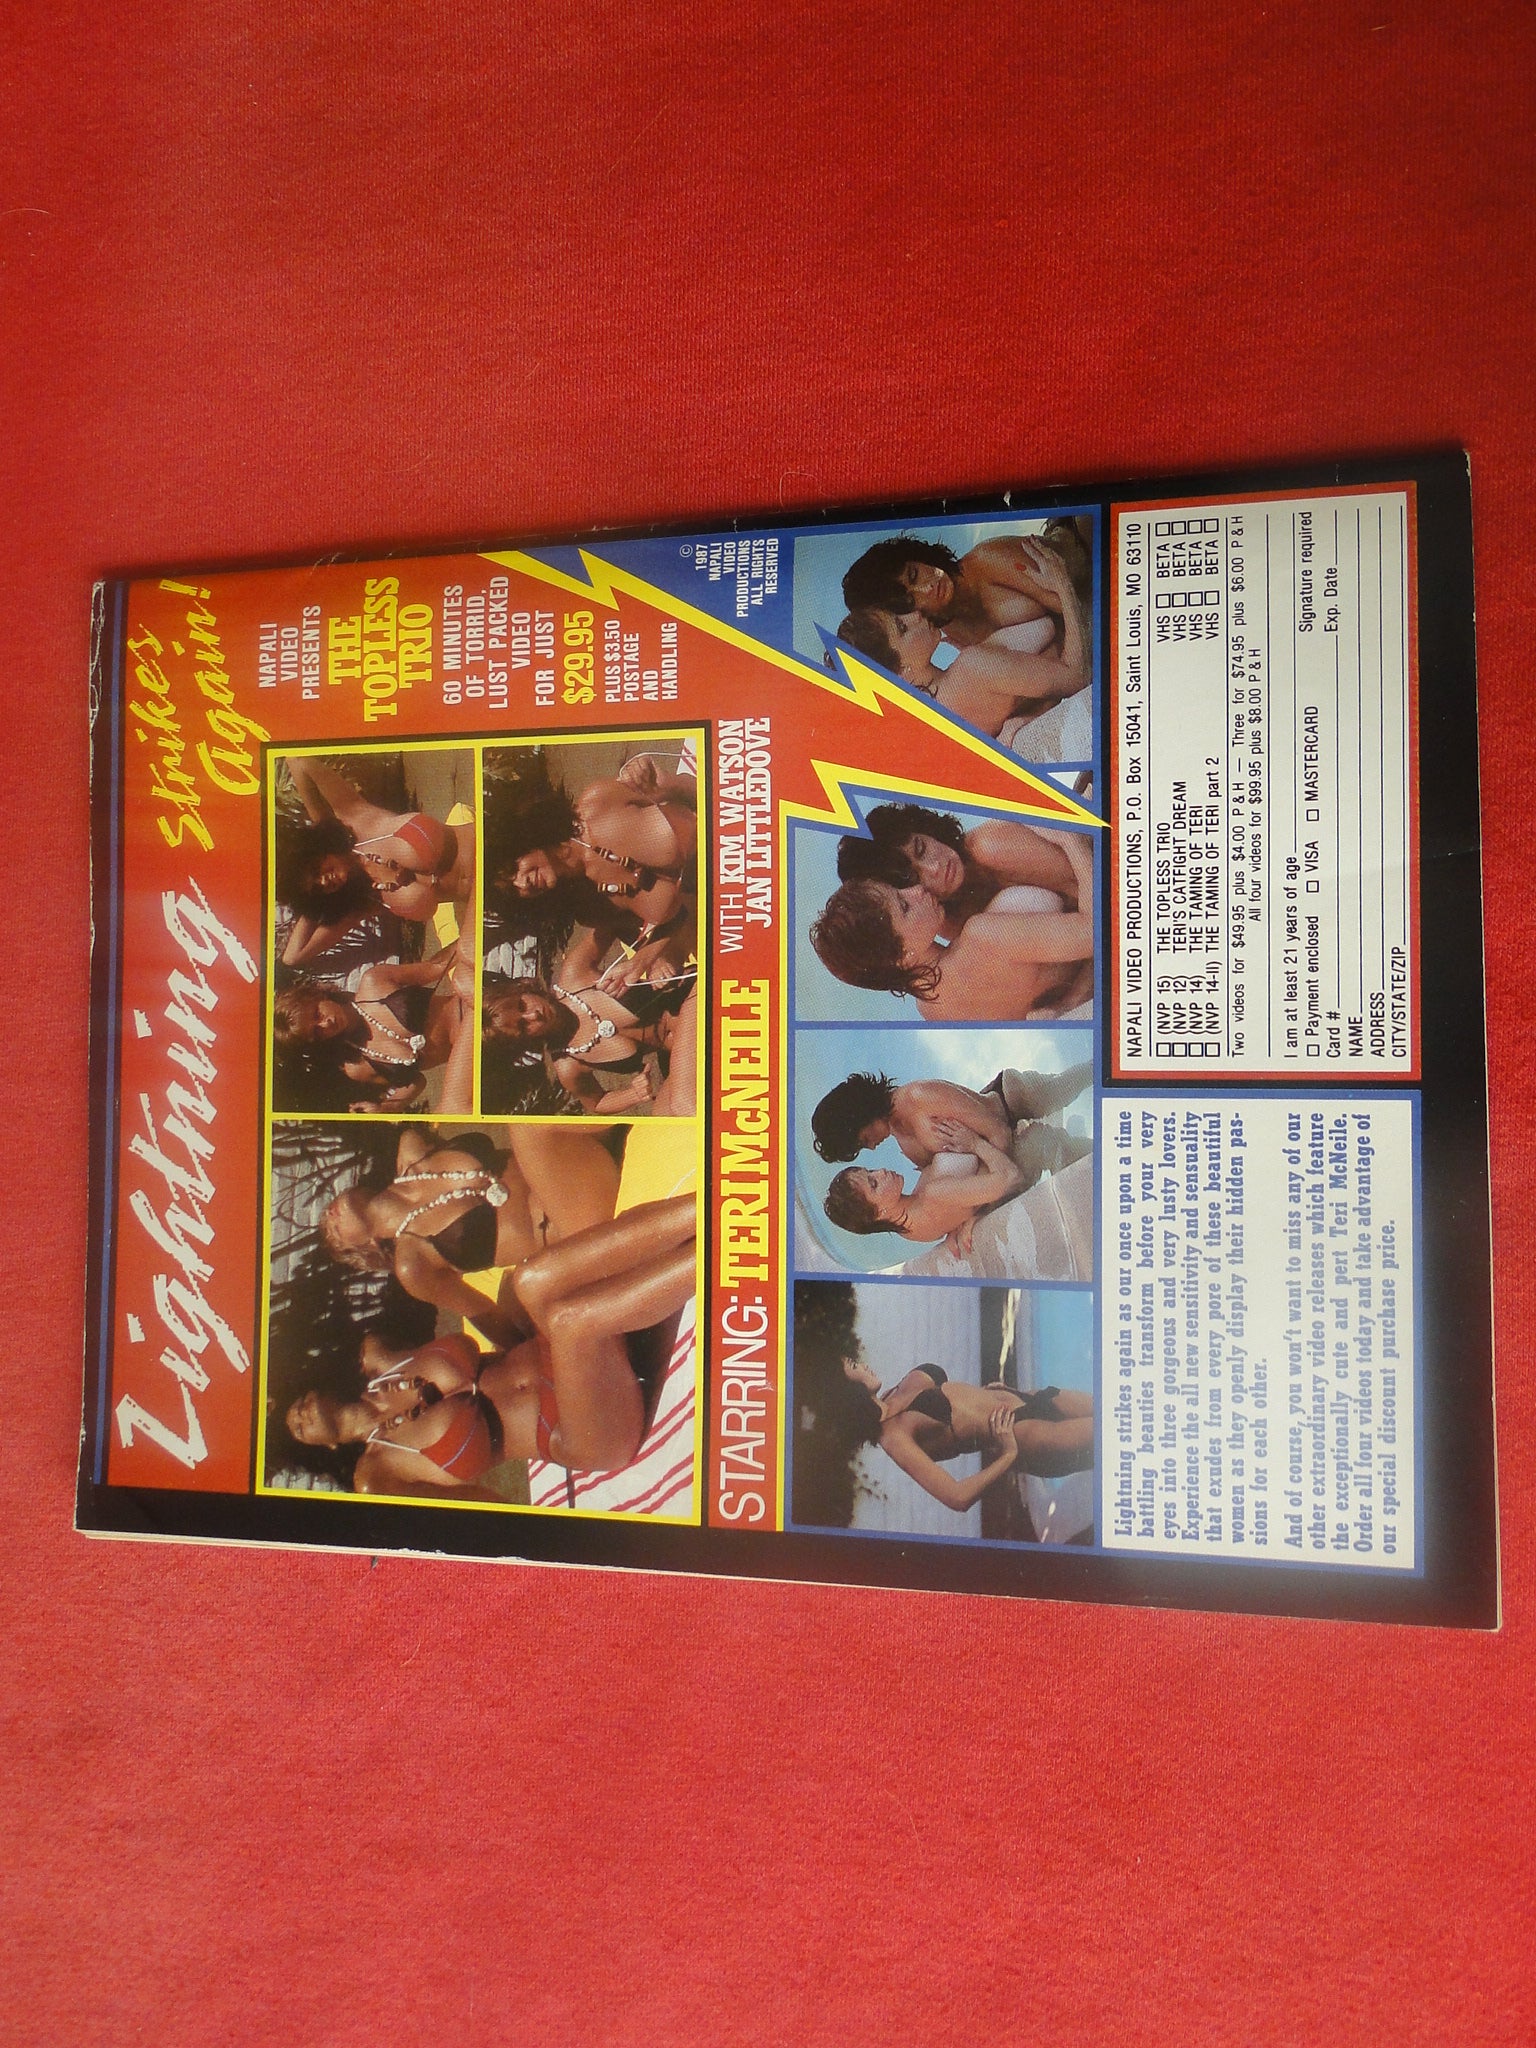 Lightning strikes
again!
NAPALI
VIDEO
PRESENTS
THE
TOPLESS
TRIO
60 MINUTES
OF TORRID,
LUST PACKED
VIDEO
FOR JUST
$29.95
PLUS $3.50
POSTAGE
AND
HANDLING
STARRING: TERI McNEILE WITH KIM WATSON
JAN LITTLEDOVE
©
1987
NAPALI
VIDEO
PRODUCTIONS
ALL RIGHTS
RESERVED
Lightning strikes again as our once upon a time
battling beauties transform before your very
eyes into three gorgeous and very lusty lovers.
Experience the all new sensitivity and sensuality
that exudes from every pore of these beautiful
women as they openly display their hidden pas-
sions for each other.
And of course, you won't want to miss any of our
other extraordinary video releases which feature
the exceptionally cute and pert Teri McNeile.
Order all four videos today and take advantage of
our special discount purchase price.
NAPALI VIDEO PRODUCTIONS, P.O. Box 15041, Saint Louis, MO 63110
(NVP 15) THE TOPLESS TRIO VHS BETA
(NVP 12) TERI'S CATFIGHT DREAM VHS BETA
(NVP 14) THE TAMING OF TERI VHS BETA
(NVP 14-II) THE TAMING OF TERI part 2 VHS BETA
Two videos for $49.95 plus $4.00 P & H — Three for $74.95 plus $6.00 P & H
All four videos for $99.95 plus $8.00 P & H
I am at least 21 years of age Signature required
Payment enclosed VISA MASTERCARD
Card # Exp. Date
NAME
ADDRESS
CITY/STATE/ZIP